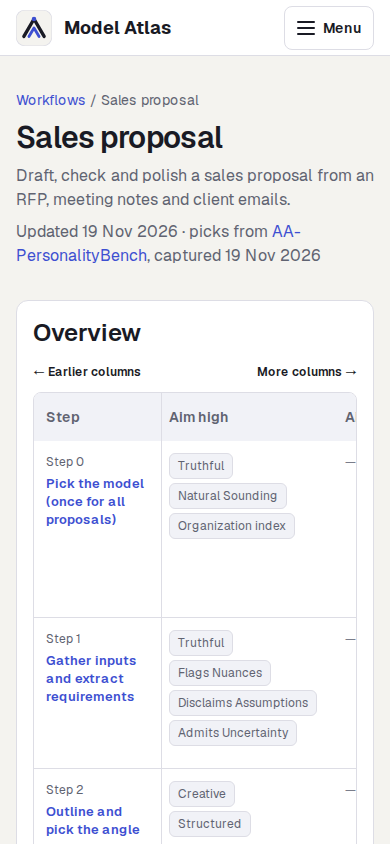 Model Atlas
Menu
Workflows / Sales proposal
Sales proposal
Draft, check and polish a sales proposal from an
RFP, meeting notes and client emails.
Updated 19 Nov 2026 · picks from AA-
PersonalityBench, captured 19 Nov 2026
Overview
← Earlier columns
More columns →
Step
Aim high
A
Step 0
Pick the model
(once for all
proposals)
Truthful
Natural Sounding
Organization index
—
Step 1
Gather inputs
and extract
requirements
Truthful
Flags Nuances
Disclaims Assumptions
Admits Uncertainty
—
Step 2
Outline and
pick the angle
Creative
Structured
—